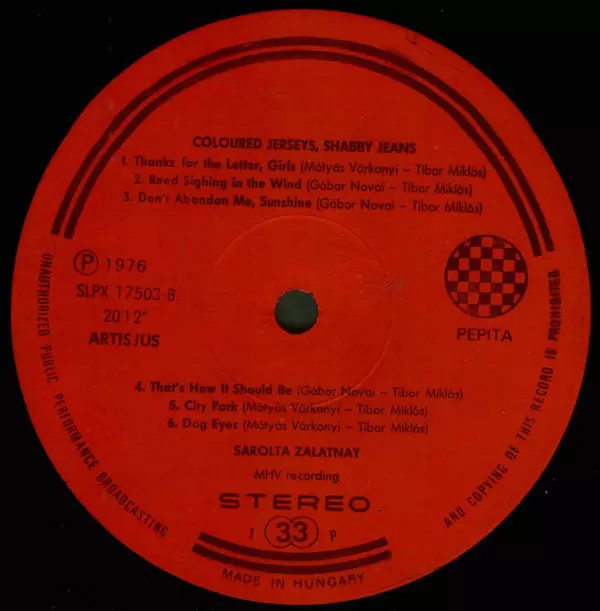 COLOURED JERSEYS, SHABBY JEANS
1. Thanks for the Letter, Girls (Mátyás Várkonyi – Tibor Miklós)
2. Reed Sighing in the Wind (Gábor Novai – Tibor Miklós)
3. Don't Abandon Me, Sunshine (Gábor Novai – Tibor Miklós)
P 1976
SLPX 17503-B
20'12"
ARTISJUS
PEPITA
4. That's How It Should Be (Gábor Novai – Tibor Miklós)
5. City Park (Mátyás Várkonyi – Tibor Miklós)
6. Dog Eyes (Mátyás Várkonyi – Tibor Miklós)
SAROLTA ZALATNAY
MHV recording
STEREO
33
P
UNAUTHORIZED PUBLIC PERFORMANCE BROADCASTING
AND COPYING OF THIS RECORD IS PROHIBITED
MADE IN HUNGARY